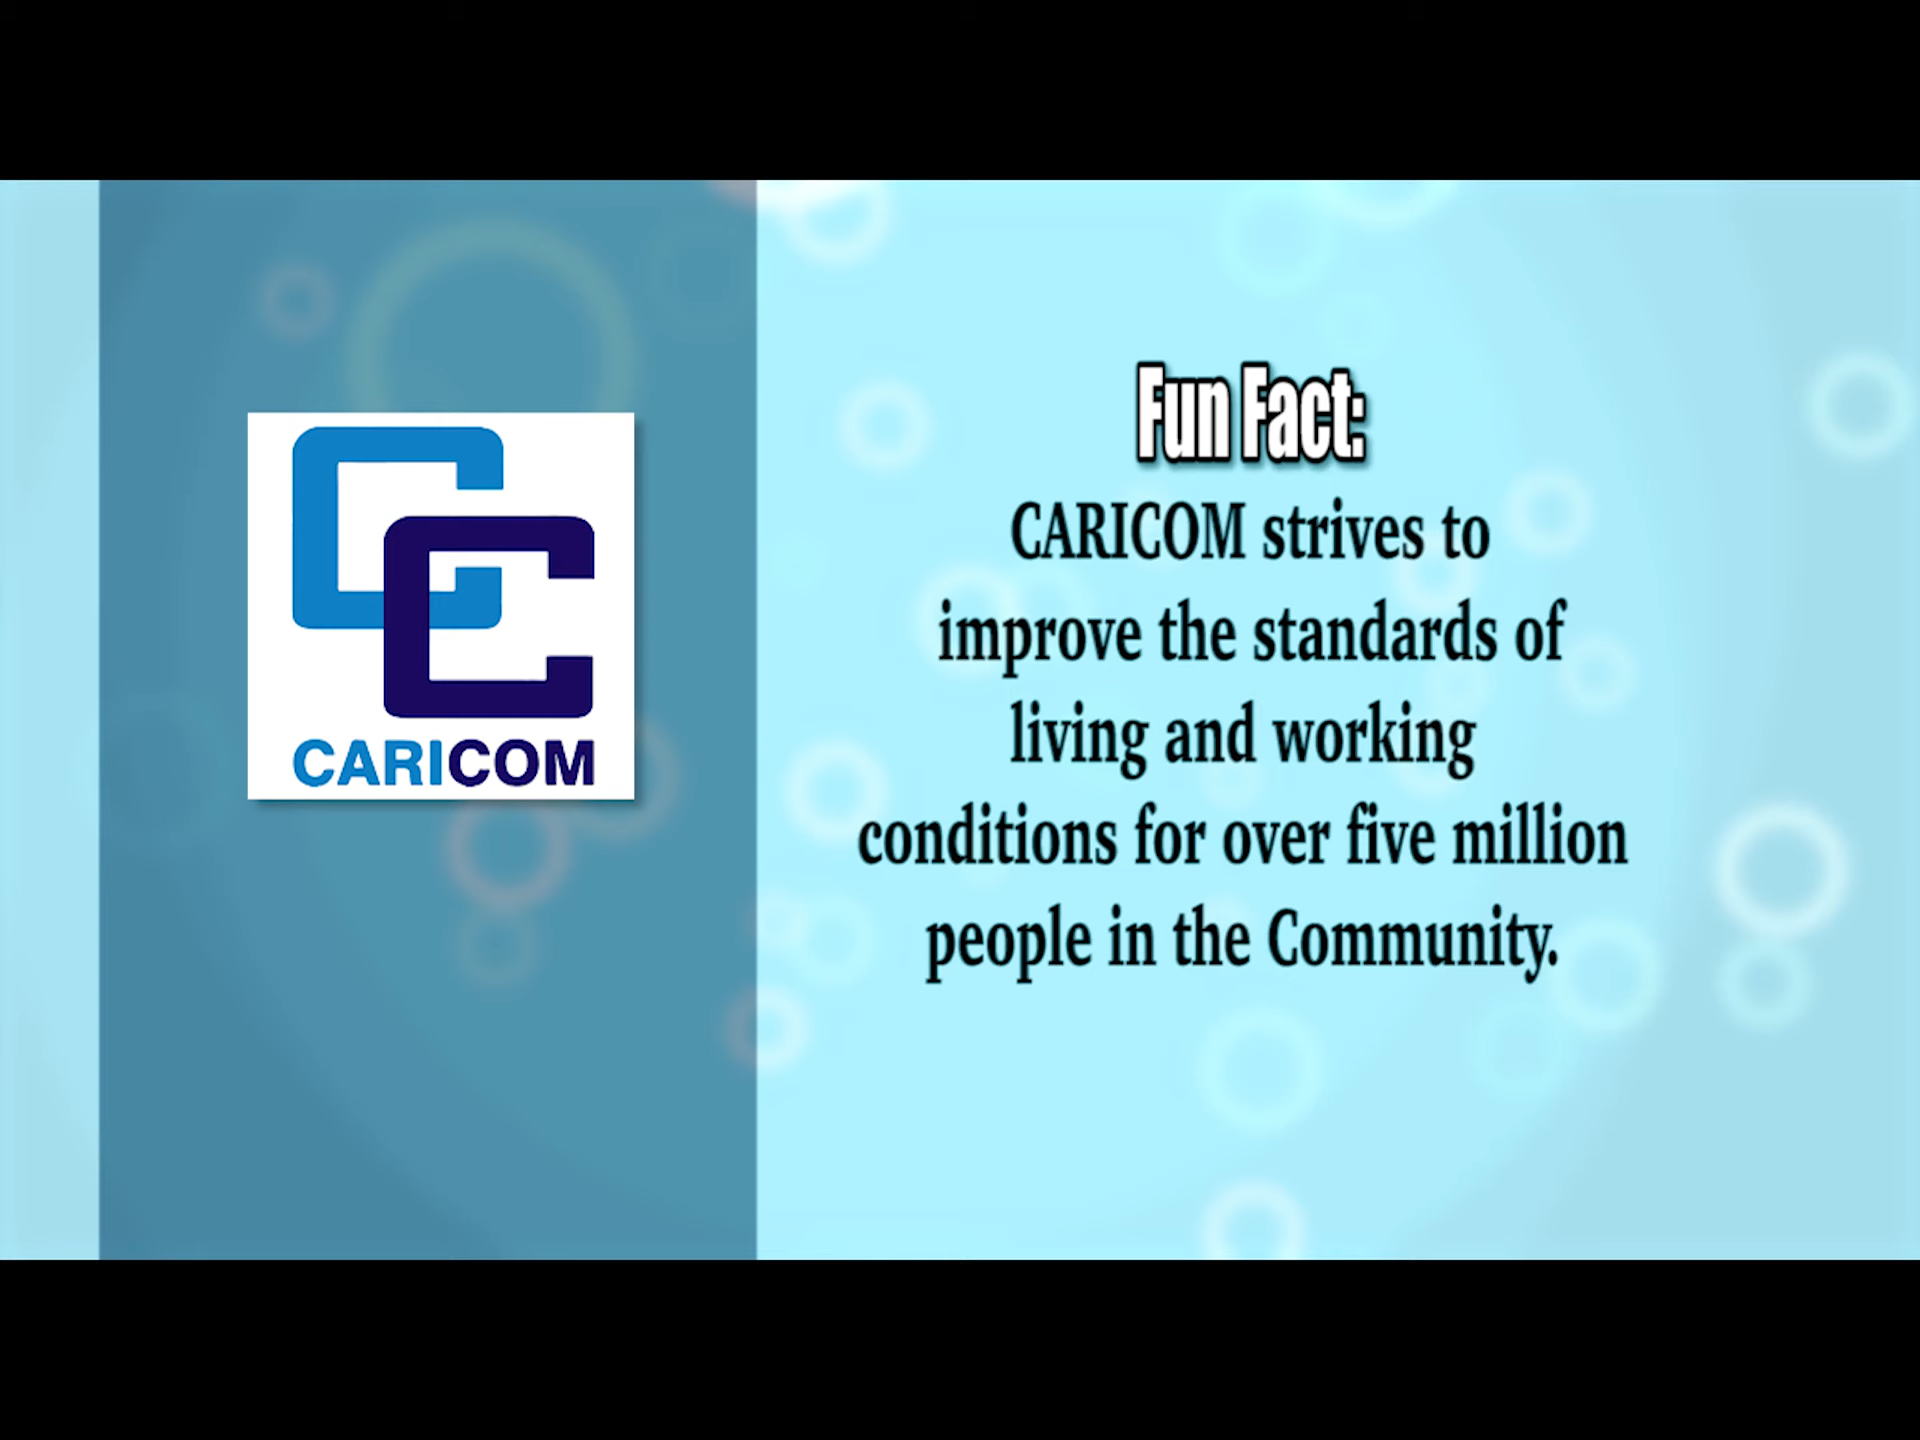 CARICOM
Fun Fact:
CARICOM strives to
improve the standards of
living and working
conditions for over five million
people in the Community.